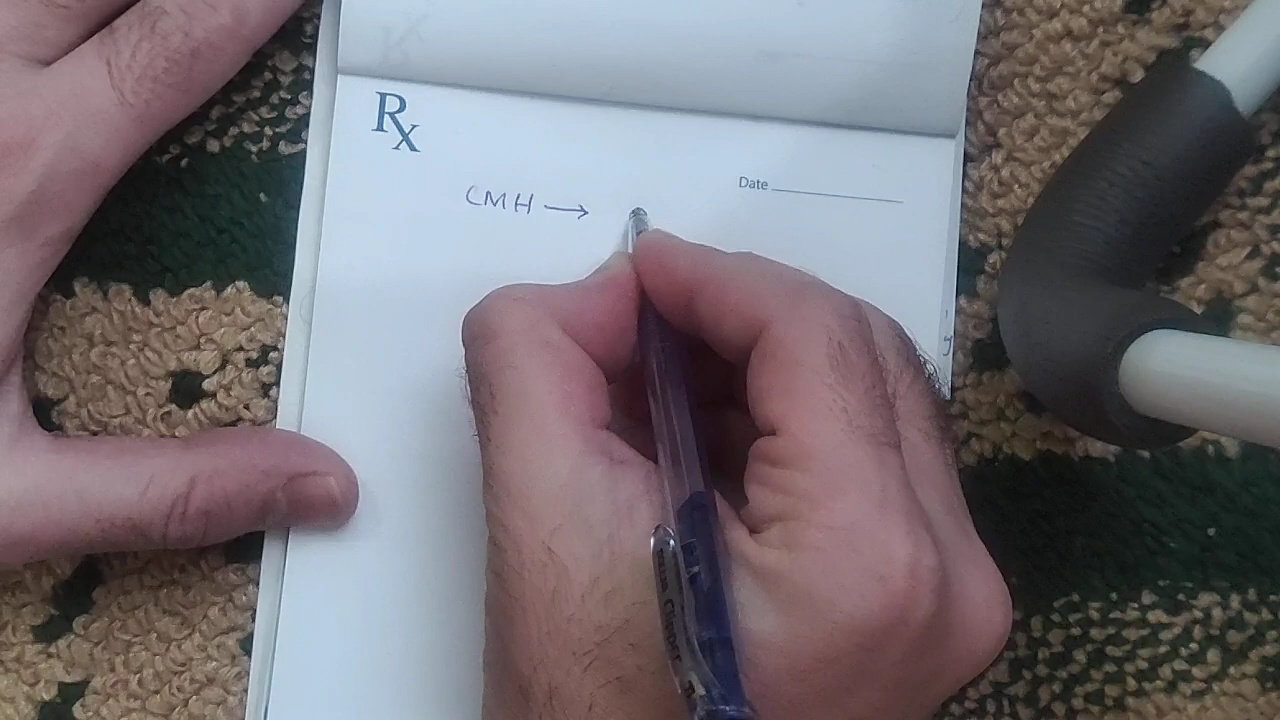 Rx
Date
CMH →